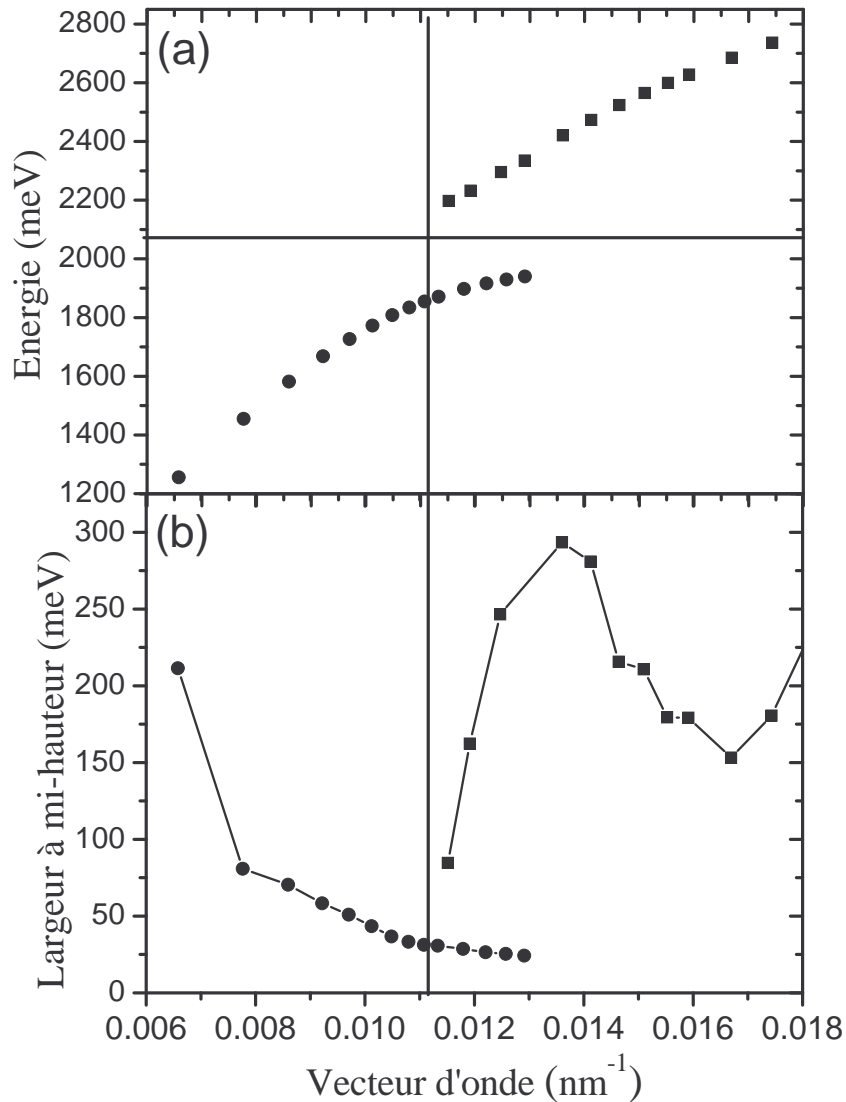 (a)
Energie (meV)
2800
2600
2400
2200
2000
1800
1600
1400
1200
(b)
Largeur à mi-hauteur (meV)
300
250
200
150
100
50
0
0.006 0.008 0.010 0.012 0.014 0.016 0.018
Vecteur d'onde (nm⁻¹)